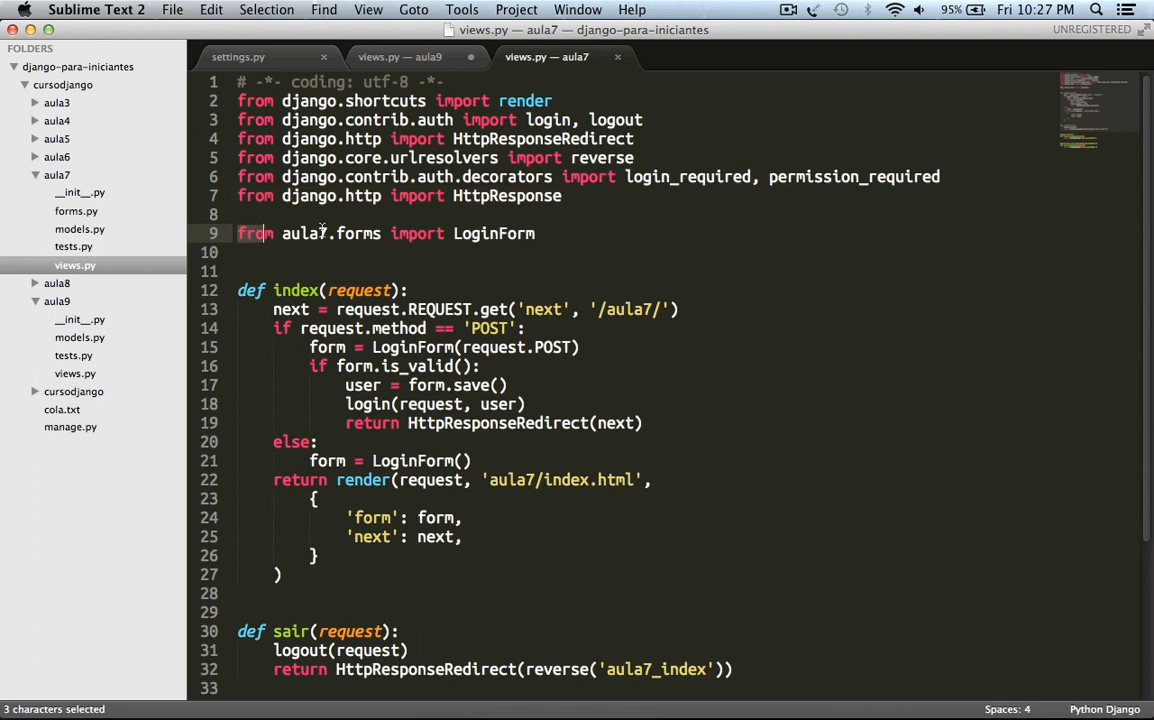 Sublime Text 2 File Edit Selection Find View Goto Tools Project Window Help 95% Fri 10:27 PM
views.py — aula7 — django-para-iniciantes UNREGISTERED
FOLDERS
django-para-iniciantes
cursodjango
aula3
aula4
aula5
aula6
aula7
__init__.py
forms.py
models.py
tests.py
views.py
aula8
aula9
__init__.py
models.py
tests.py
views.py
cursodjango
cola.txt
manage.py
settings.py views.py — aula9 views.py — aula7
1 # -*- coding: utf-8 -*-
2 from django.shortcuts import render
3 from django.contrib.auth import login, logout
4 from django.http import HttpResponseRedirect
5 from django.core.urlresolvers import reverse
6 from django.contrib.auth.decorators import login_required, permission_required
7 from django.http import HttpResponse
8
9 from aula7.forms import LoginForm
10
11
12 def index(request):
13     next = request.REQUEST.get('next', '/aula7/')
14     if request.method == 'POST':
15         form = LoginForm(request.POST)
16         if form.is_valid():
17             user = form.save()
18             login(request, user)
19             return HttpResponseRedirect(next)
20     else:
21         form = LoginForm()
22     return render(request, 'aula7/index.html',
23         {
24             'form': form,
25             'next': next,
26         }
27     )
28
29
30 def sair(request):
31     logout(request)
32     return HttpResponseRedirect(reverse('aula7_index'))
33
3 characters selected Spaces: 4 Python Django